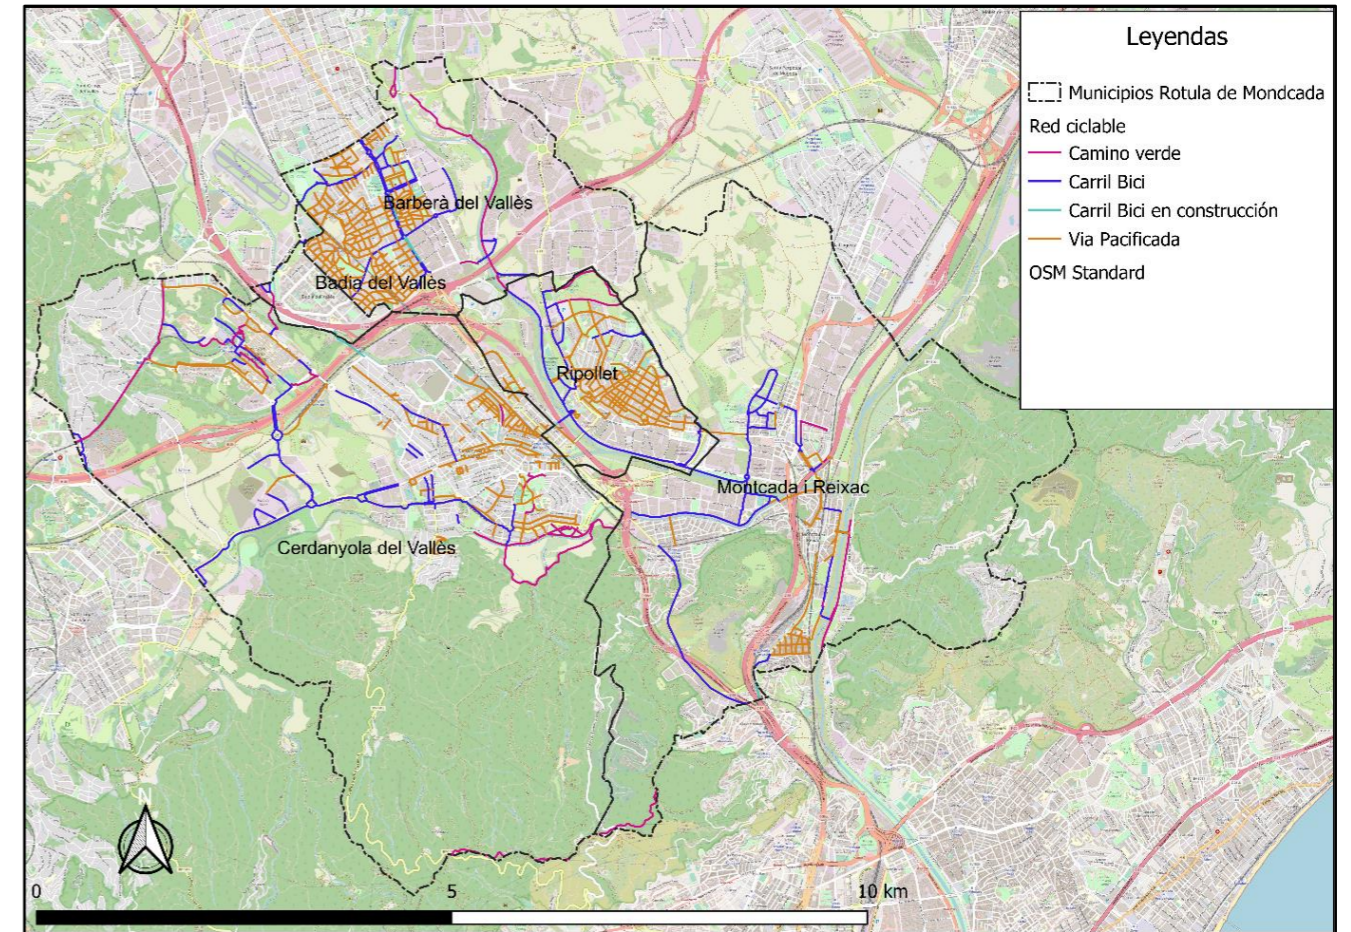 Leyendas
Municipios Rotula de Mondcada
Red ciclable
Camino verde
Carril Bici
Carril Bici en construcción
Via Pacificada
OSM Standard
Barberà del Vallès
Badia del Vallès
Ripollet
Montcada i Reixac
Cerdanyola del Vallès
N
0 5 10 km